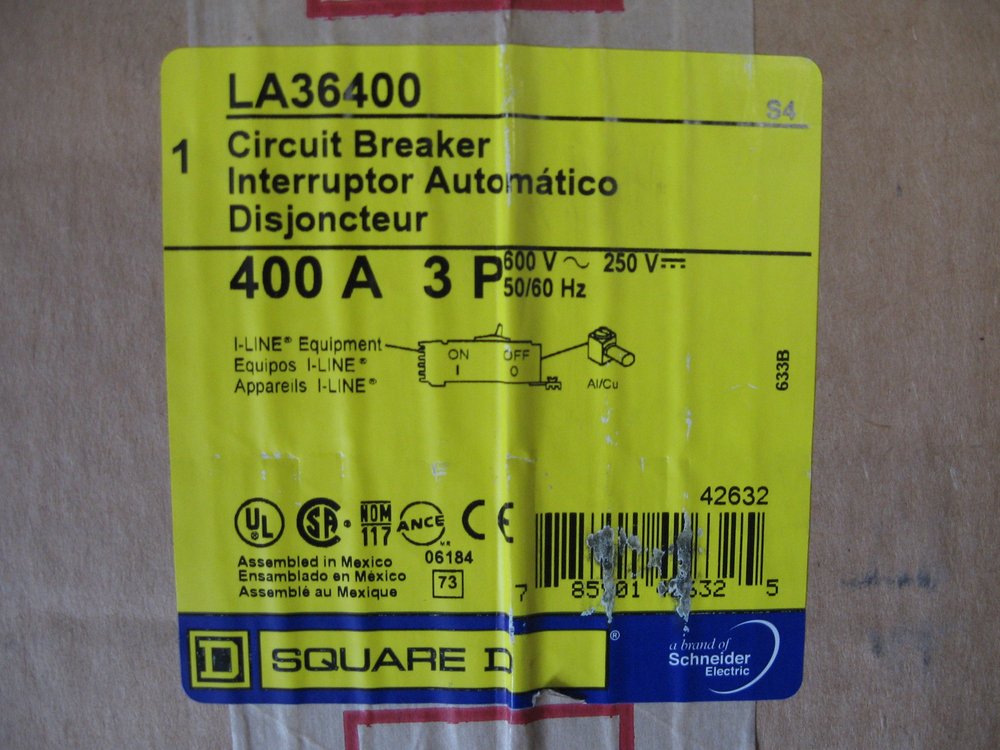 LA36400
S4
1
Circuit Breaker
Interruptor Automático
Disjoncteur
400 A 3 P
600 V ~ 250 V
50/60 Hz
I-LINE® Equipment
Equipos I-LINE®
Appareils I-LINE®
ON OFF
I O
Al/Cu
633B
42632
UL
SA
NOM
117
ANCE
CE
06184
Assembled in Mexico
Ensamblado en México
Assemblé au Mexique
73
7 5
SQUARE D
®
a brand of
Schneider
Electric